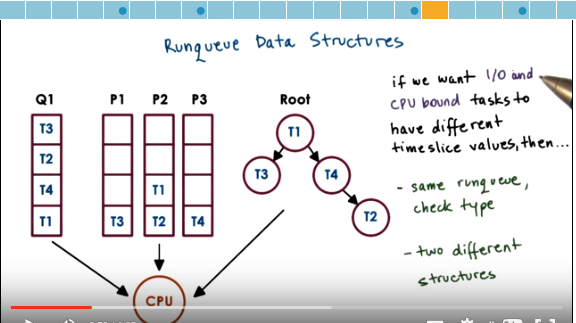 Runqueue Data Structures
Q1
T3
T2
T4
T1
P1
P2
P3
T1
T3
T2
T4
Root
T1
T3
T4
T2
CPU
if we want I/O and
CPU bound tasks to
have different
timeslice values, then...
- same runqueue,
check type
- two different
structures